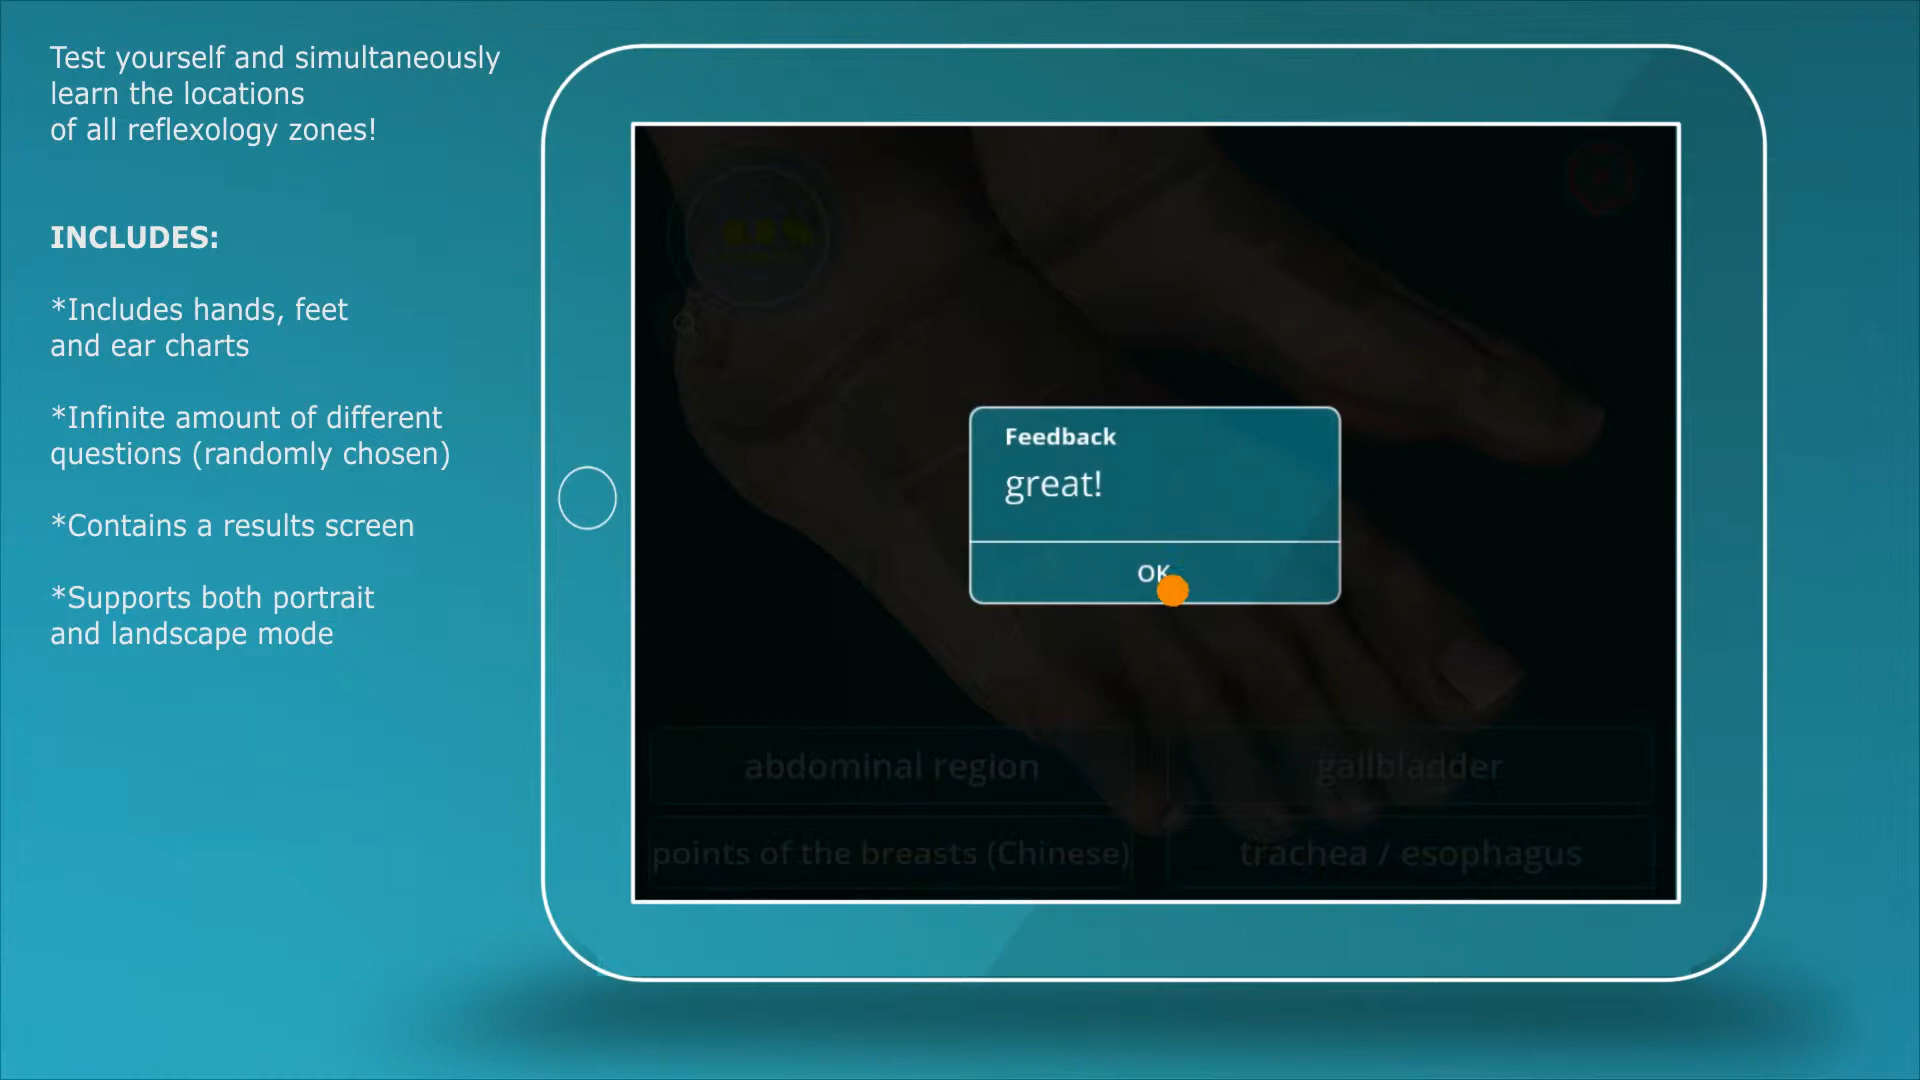 Test yourself and simultaneously
learn the locations
of all reflexology zones!
INCLUDES:
*Includes hands, feet
and ear charts
*Infinite amount of different
questions (randomly chosen)
*Contains a results screen
*Supports both portrait
and landscape mode
Feedback
great!
OK
abdominal region
gallbladder
points of the breasts (Chinese)
trachea / esophagus